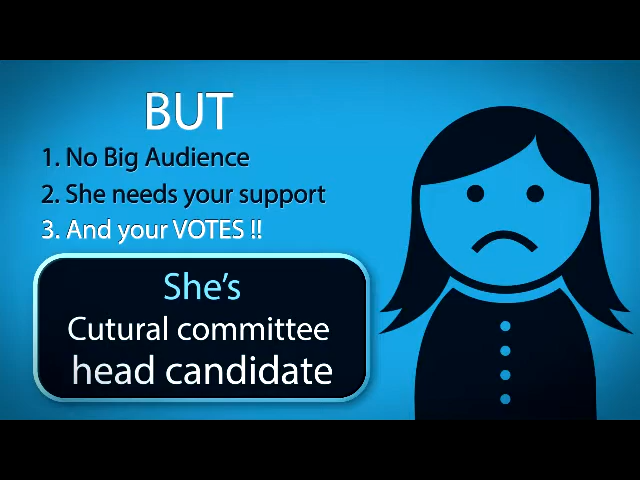 BUT
1. No Big Audience
2. She needs your support
3. And your VOTES !!
She's
Cutural committee
head candidate